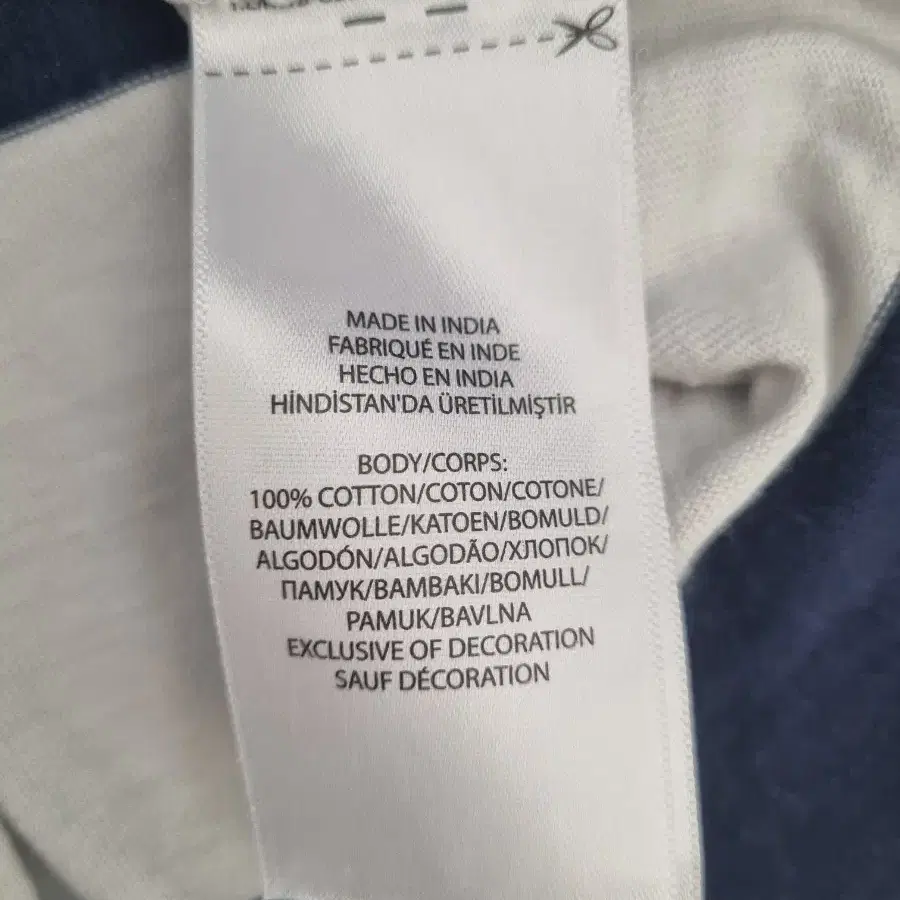 MADE IN INDIA
FABRIQUÉ EN INDE
HECHO EN INDIA
HİNDİSTAN'DA ÜRETİLMİŞTİR
BODY/CORPS:
100% COTTON/COTON/COTONE/
BAUMWOLLE/KATOEN/BOMULD/
ALGODÓN/ALGODÃO/ХЛОПОК/
ПАМУК/BAMBAKI/BOMULL/
PAMUK/BAVLNA
EXCLUSIVE OF DECORATION
SAUF DÉCORATION